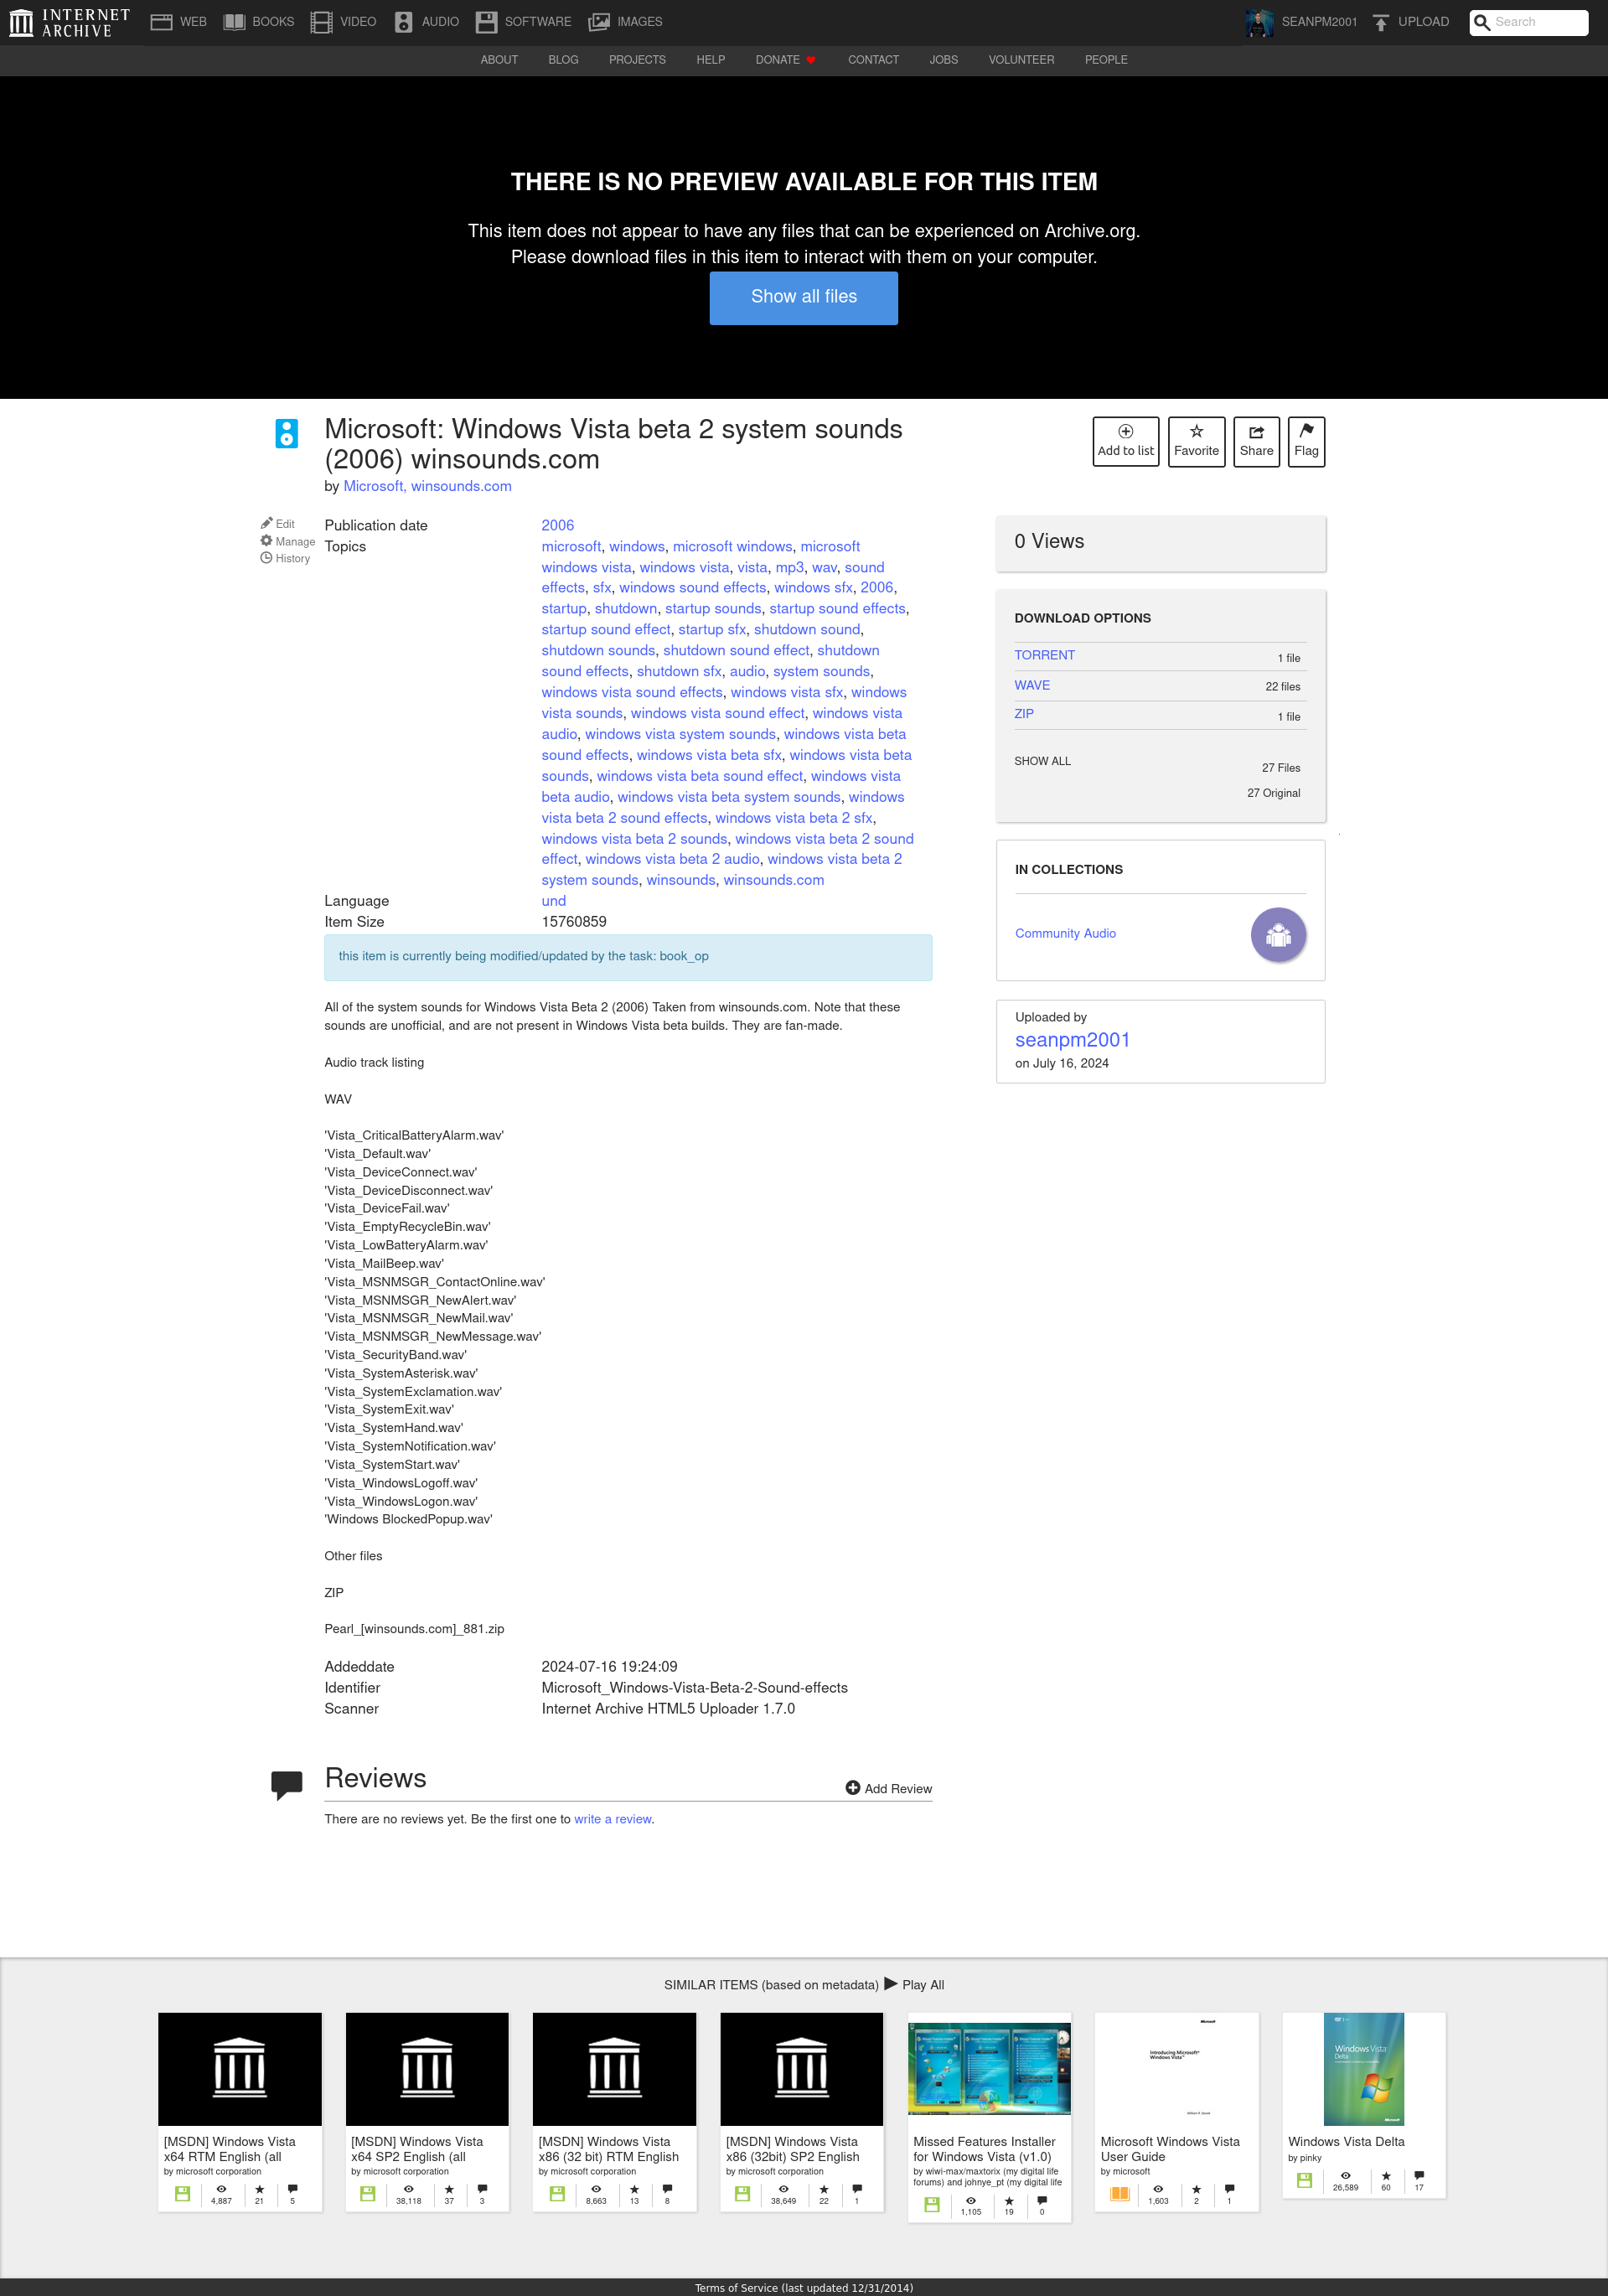 INTERNET ARCHIVE
WEB BOOKS VIDEO AUDIO SOFTWARE IMAGES SEANPM2001 UPLOAD Search
ABOUT BLOG PROJECTS HELP DONATE CONTACT JOBS VOLUNTEER PEOPLE
THERE IS NO PREVIEW AVAILABLE FOR THIS ITEM
This item does not appear to have any files that can be experienced on Archive.org.
Please download files in this item to interact with them on your computer.
Show all files
Microsoft: Windows Vista beta 2 system sounds
(2006) winsounds.com
by Microsoft, winsounds.com
Add to list
Favorite
Share
Flag
Edit
Manage
History
Publication date 2006
Topics microsoft, windows, microsoft windows, microsoft
windows vista, windows vista, vista, mp3, wav, sound
effects, sfx, windows sound effects, windows sfx, 2006,
startup, shutdown, startup sounds, startup sound effects,
startup sound effect, startup sfx, shutdown sound,
shutdown sounds, shutdown sound effect, shutdown
sound effects, shutdown sfx, audio, system sounds,
windows vista sound effects, windows vista sfx, windows
vista sounds, windows vista sound effect, windows vista
audio, windows vista system sounds, windows vista beta
sound effects, windows vista beta sfx, windows vista beta
sounds, windows vista beta sound effect, windows vista
beta audio, windows vista beta system sounds, windows
vista beta 2 sound effects, windows vista beta 2 sfx,
windows vista beta 2 sounds, windows vista beta 2 sound
effect, windows vista beta 2 audio, windows vista beta 2
system sounds, winsounds, winsounds.com
Language und
Item Size 15760859
this item is currently being modified/updated by the task: book_op
All of the system sounds for Windows Vista Beta 2 (2006) Taken from winsounds.com. Note that these
sounds are unofficial, and are not present in Windows Vista beta builds. They are fan-made.
Audio track listing
WAV
'Vista_CriticalBatteryAlarm.wav'
'Vista_Default.wav'
'Vista_DeviceConnect.wav'
'Vista_DeviceDisconnect.wav'
'Vista_DeviceFail.wav'
'Vista_EmptyRecycleBin.wav'
'Vista_LowBatteryAlarm.wav'
'Vista_MailBeep.wav'
'Vista_MSNMSGR_ContactOnline.wav'
'Vista_MSNMSGR_NewAlert.wav'
'Vista_MSNMSGR_NewMail.wav'
'Vista_MSNMSGR_NewMessage.wav'
'Vista_SecurityBand.wav'
'Vista_SystemAsterisk.wav'
'Vista_SystemExclamation.wav'
'Vista_SystemExit.wav'
'Vista_SystemHand.wav'
'Vista_SystemNotification.wav'
'Vista_SystemStart.wav'
'Vista_WindowsLogoff.wav'
'Vista_WindowsLogon.wav'
'Windows BlockedPopup.wav'
Other files
ZIP
Pearl_[winsounds.com]_881.zip
Addeddate 2024-07-16 19:24:09
Identifier Microsoft_Windows-Vista-Beta-2-Sound-effects
Scanner Internet Archive HTML5 Uploader 1.7.0
0 Views
DOWNLOAD OPTIONS
TORRENT 1 file
WAVE 22 files
ZIP 1 file
SHOW ALL 27 Files
27 Original
IN COLLECTIONS
Community Audio
Uploaded by
seanpm2001
on July 16, 2024
Reviews
Add Review
There are no reviews yet. Be the first one to write a review.
SIMILAR ITEMS (based on metadata) Play All
[MSDN] Windows Vista
x64 RTM English (all
by microsoft corporation
4,887 21 5
[MSDN] Windows Vista
x64 SP2 English (all
by microsoft corporation
38,118 37 3
[MSDN] Windows Vista
x86 (32 bit) RTM English
by microsoft corporation
8,663 13 8
[MSDN] Windows Vista
x86 (32bit) SP2 English
by microsoft corporation
38,649 22 1
Missed Features Installer
for Windows Vista (v1.0)
by wiwi-max/maxtorix (my digital life
forums) and johnye_pt (my digital life
1,105 19 0
Microsoft
Introducing Microsoft
Windows Vista
Microsoft Windows Vista
User Guide
by microsoft
1,603 2 1
Windows Vista
Delta
Microsoft
Windows Vista Delta
by pinky
26,589 60 17
Terms of Service (last updated 12/31/2014)